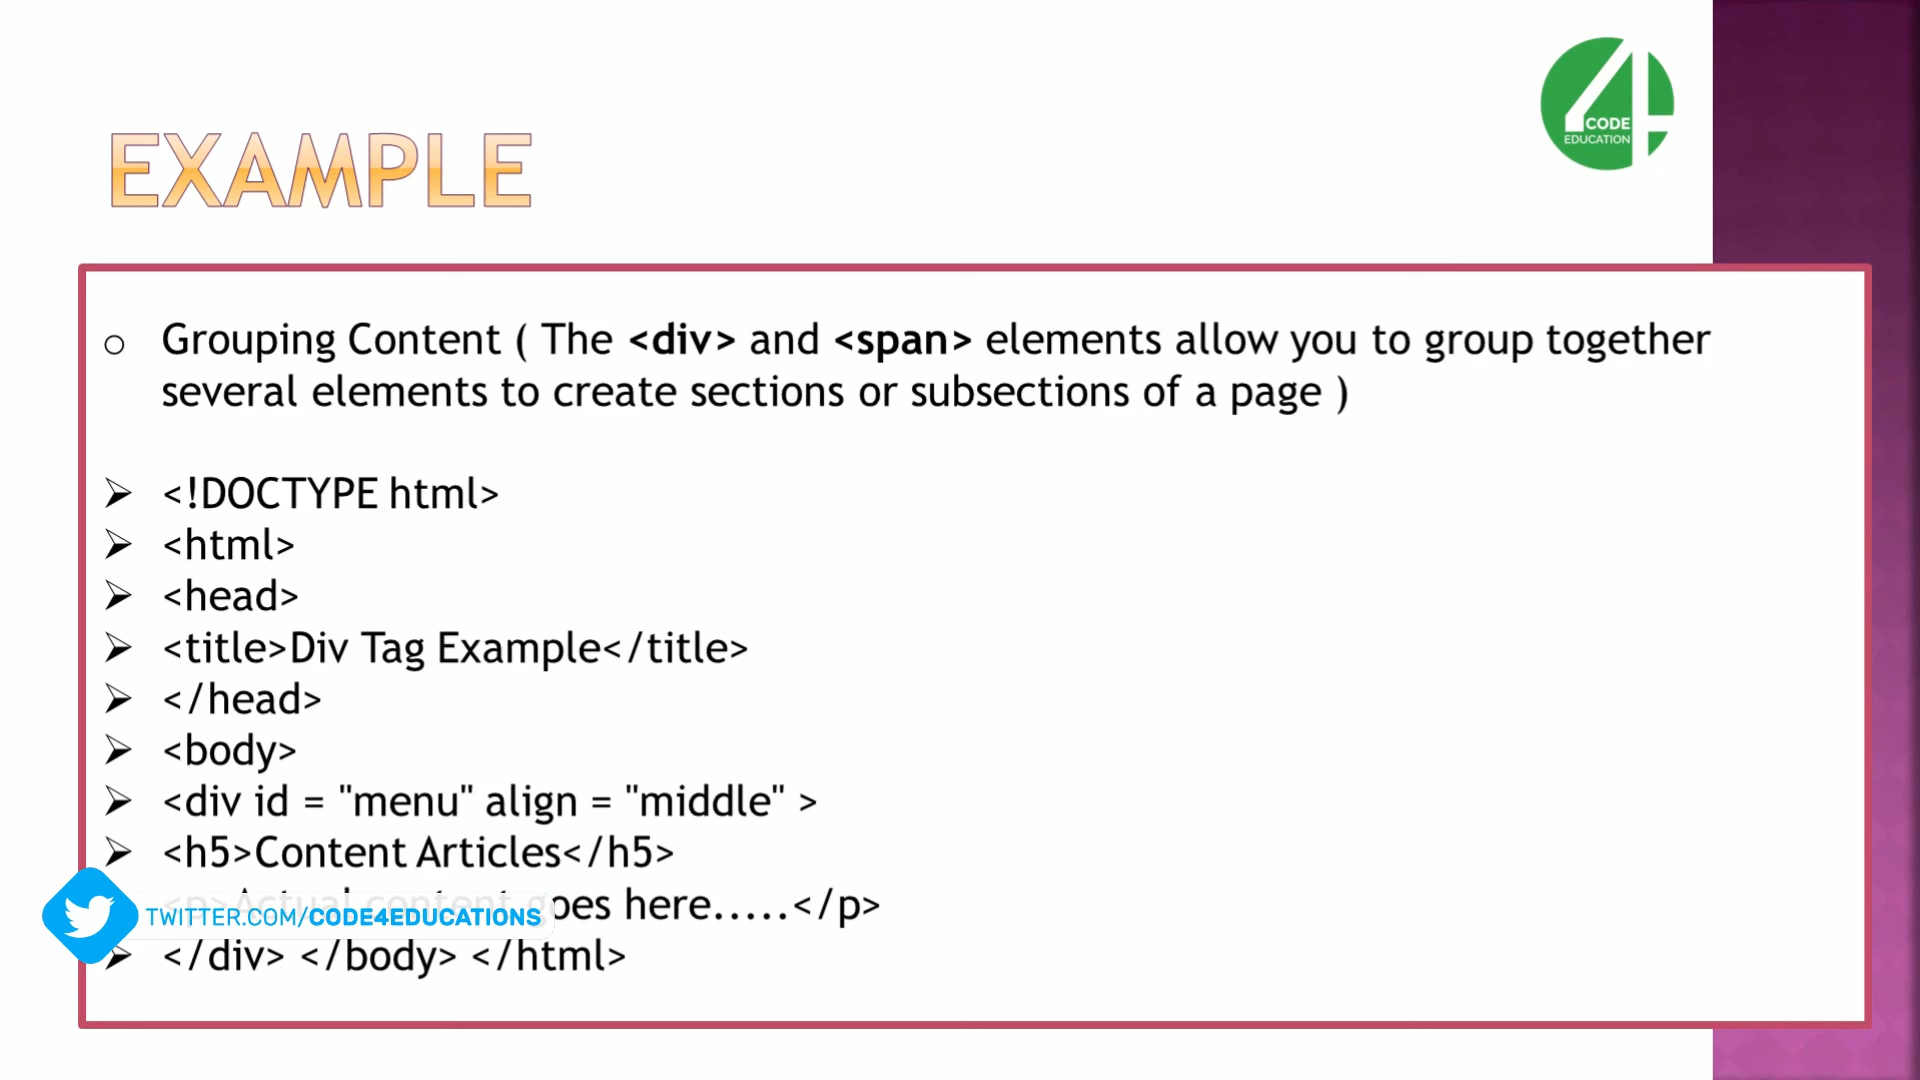 CODE
EDUCATION
EXAMPLE
Grouping Content ( The <div> and <span> elements allow you to group together
several elements to create sections or subsections of a page )
<!DOCTYPE html>
<html>
<head>
<title>Div Tag Example</title>
</head>
<body>
<div id = "menu" align = "middle" >
<h5>Content Articles</h5>
<p>Actual content goes here.....</p>
TWITTER.COM/CODE4EDUCATIONS
</div> </body> </html>